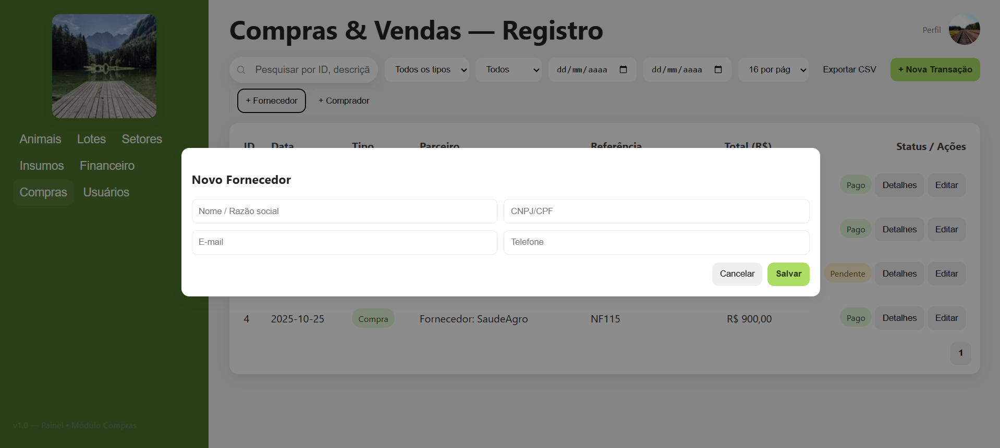 Compras & Vendas — Registro
Perfil
Pesquisar por ID, descriçã
Todos os tipos
Todos
dd/mm/aaaa
dd/mm/aaaa
16 por pág
Exportar CSV
+ Nova Transação
+ Fornecedor
+ Comprador
Animais
Lotes
Setores
Insumos
Financeiro
Compras
Usuários
ID
Data
Tipo
Parceiro
Referência
Total (R$)
Status / Ações
Pago
Detalhes
Editar
Pago
Detalhes
Editar
Pendente
Detalhes
Editar
Novo Fornecedor
Nome / Razão social
CNPJ/CPF
E-mail
Telefone
Cancelar
Salvar
4
2025-10-25
Compra
Fornecedor: SaudeAgro
NF115
R$ 900,00
Pago
Detalhes
Editar
1
v1.0 — Painel • Módulo Compras